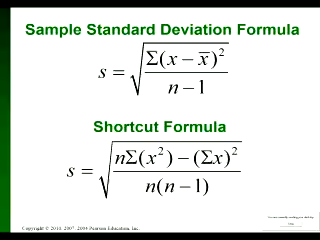 Sample Standard Deviation Formula
s = √(Σ(x − x̄)² / (n − 1))
Shortcut Formula
s = √((nΣ(x²) − (Σx)²) / (n(n − 1)))
Copyright © 2010, 2007, 2004 Pearson Education, Inc.